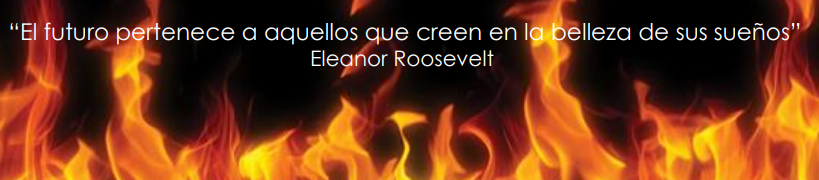 “El futuro pertenece a aquellos que creen en la belleza de sus sueños”
Eleanor Roosevelt